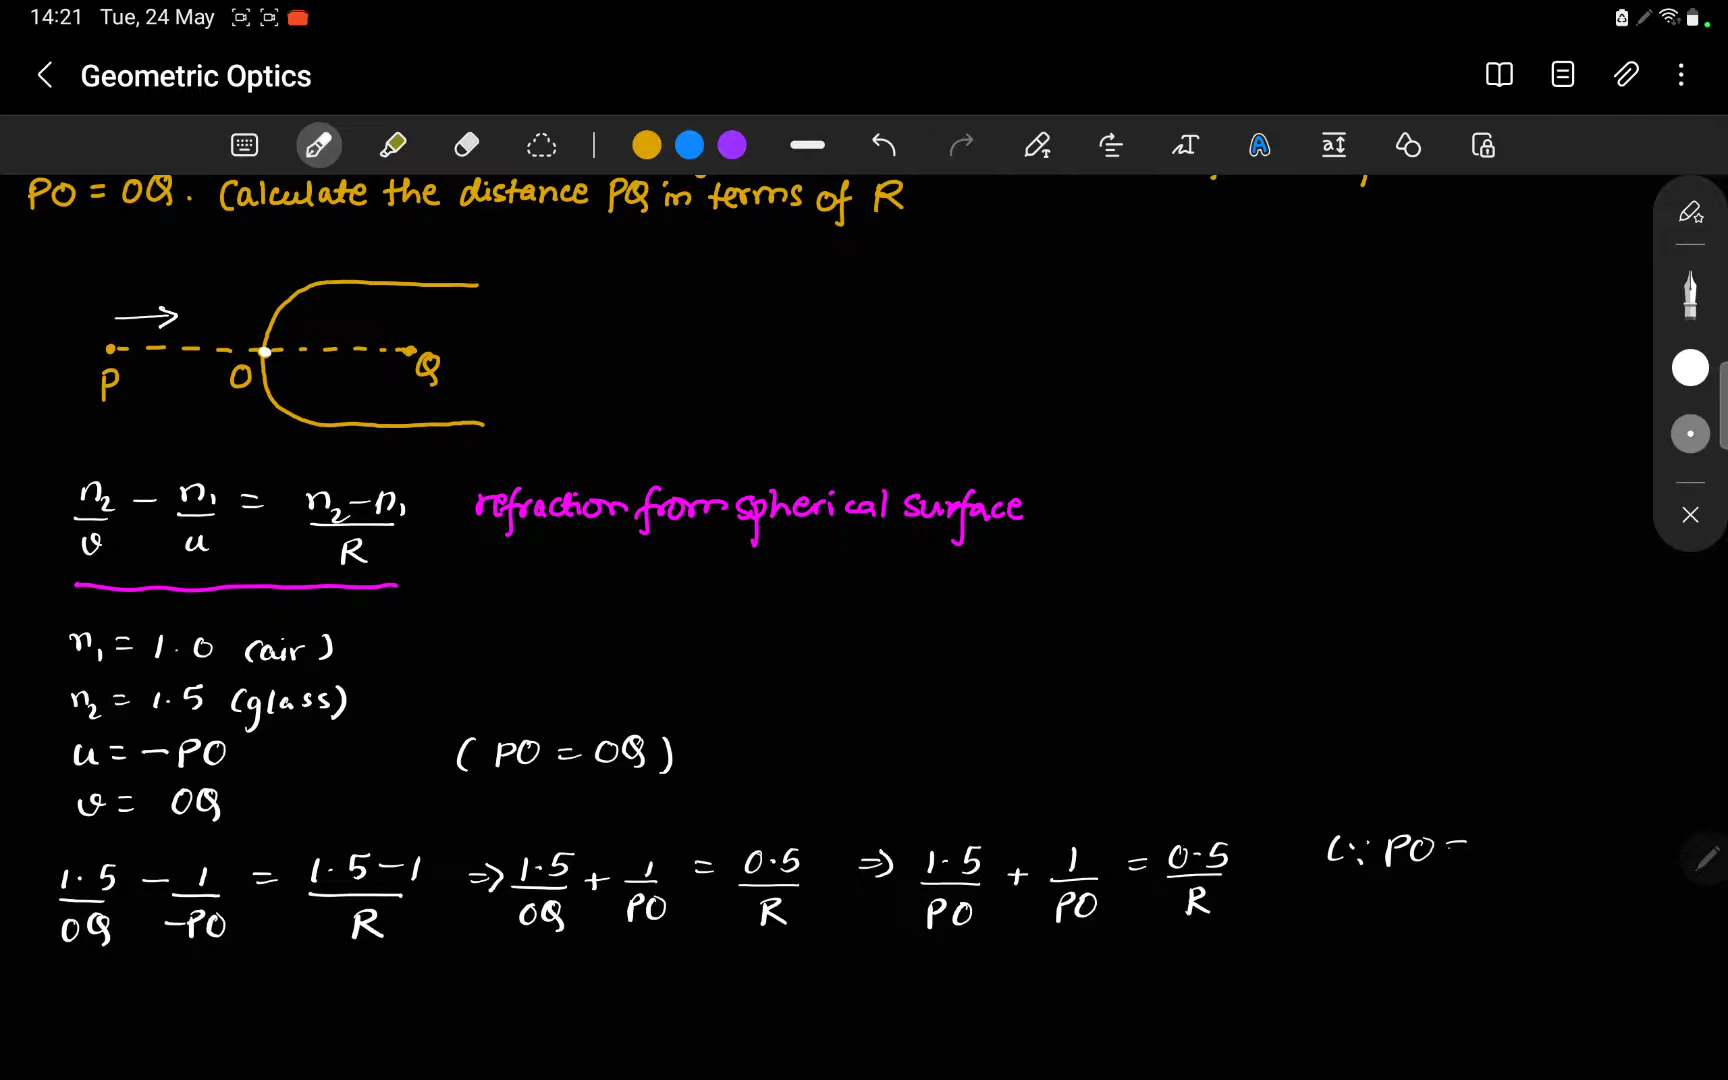 14:21 Tue, 24 May
Geometric Optics
PO = OQ. Calculate the distance PQ in terms of R
P O Q
n₂/v − n₁/u = (n₂−n₁)/R refraction from spherical surface
n₁ = 1.0 (air)
n₂ = 1.5 (glass)
u = −PO (PO = OQ)
v = OQ
1.5/OQ − 1/−PO = (1.5−1)/R ⇒ 1.5/OQ + 1/PO = 0.5/R ⇒ 1.5/PO + 1/PO = 0.5/R (∵ PO =